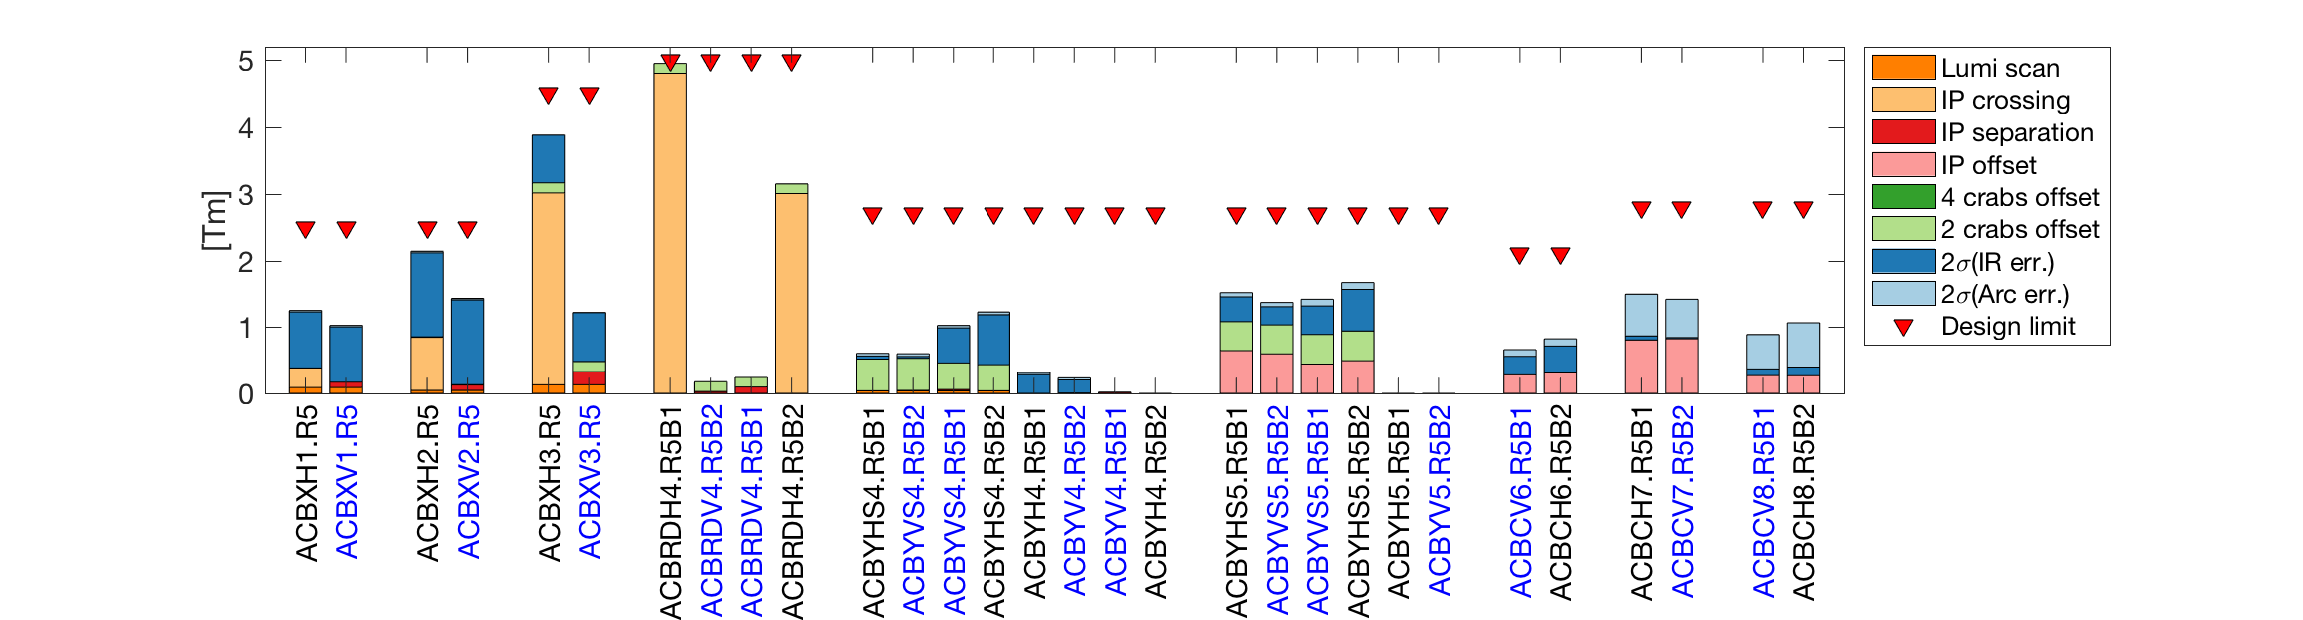 5
4
3
2
1
0
[Tm]
ACBXH1.R5
ACBXV1.R5
ACBXH2.R5
ACBXV2.R5
ACBXH3.R5
ACBXV3.R5
ACBRDH4.R5B1
ACBRDV4.R5B2
ACBRDV4.R5B1
ACBRDH4.R5B2
ACBYHS4.R5B1
ACBYVS4.R5B2
ACBYVS4.R5B1
ACBYHS4.R5B2
ACBYH4.R5B1
ACBYV4.R5B2
ACBYV4.R5B1
ACBYH4.R5B2
ACBYHS5.R5B1
ACBYVS5.R5B2
ACBYVS5.R5B1
ACBYHS5.R5B2
ACBYH5.R5B1
ACBYV5.R5B2
ACBCV6.R5B1
ACBCH6.R5B2
ACBCH7.R5B1
ACBCV7.R5B2
ACBCV8.R5B1
ACBCH8.R5B2
Lumi scan
IP crossing
IP separation
IP offset
4 crabs offset
2 crabs offset
2σ(IR err.)
2σ(Arc err.)
Design limit